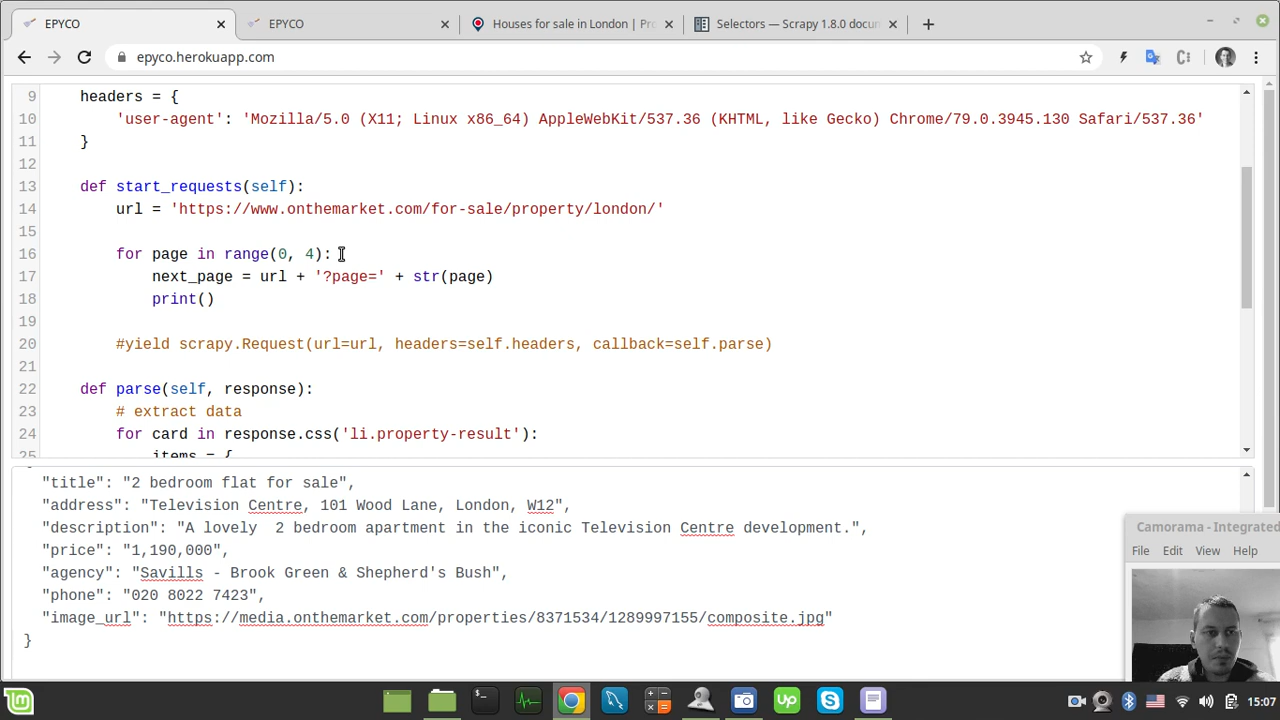 EPYCO
EPYCO
Houses for sale in London | Pro
Selectors — Scrapy 1.8.0 docum
epyco.herokuapp.com
9 headers = {
10 'user-agent': 'Mozilla/5.0 (X11; Linux x86_64) AppleWebKit/537.36 (KHTML, like Gecko) Chrome/79.0.3945.130 Safari/537.36'
11 }
12
13 def start_requests(self):
14 url = 'https://www.onthemarket.com/for-sale/property/london/'
15
16 for page in range(0, 4):
17 next_page = url + '?page=' + str(page)
18 print()
19
20 #yield scrapy.Request(url=url, headers=self.headers, callback=self.parse)
21
22 def parse(self, response):
23 # extract data
24 for card in response.css('li.property-result'):
25 items = {
"title": "2 bedroom flat for sale",
"address": "Television Centre, 101 Wood Lane, London, W12",
"description": "A lovely  2 bedroom apartment in the iconic Television Centre development.",
"price": "1,190,000",
"agency": "Savills - Brook Green & Shepherd's Bush",
"phone": "020 8022 7423",
"image_url": "https://media.onthemarket.com/properties/8371534/1289997155/composite.jpg"
}
Camorama - Integrated
File Edit View Help
15:07